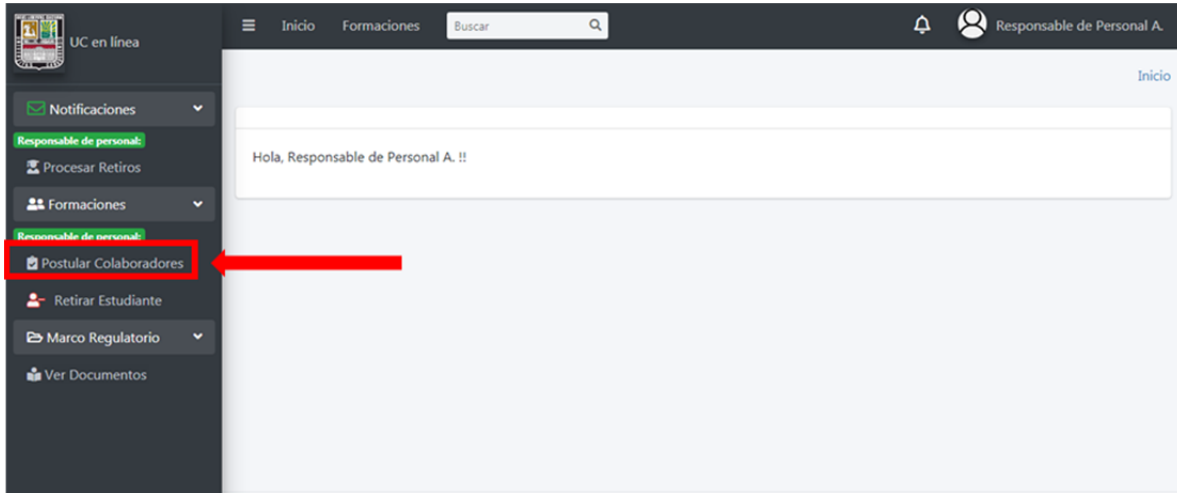 UC en línea
Inicio Formaciones Buscar Responsable de Personal A.
Inicio
Notificaciones
Responsable de personal:
Procesar Retiros
Formaciones
Responsable de personal:
Postular Colaboradores
Retirar Estudiante
Marco Regulatorio
Ver Documentos
Hola, Responsable de Personal A. !!